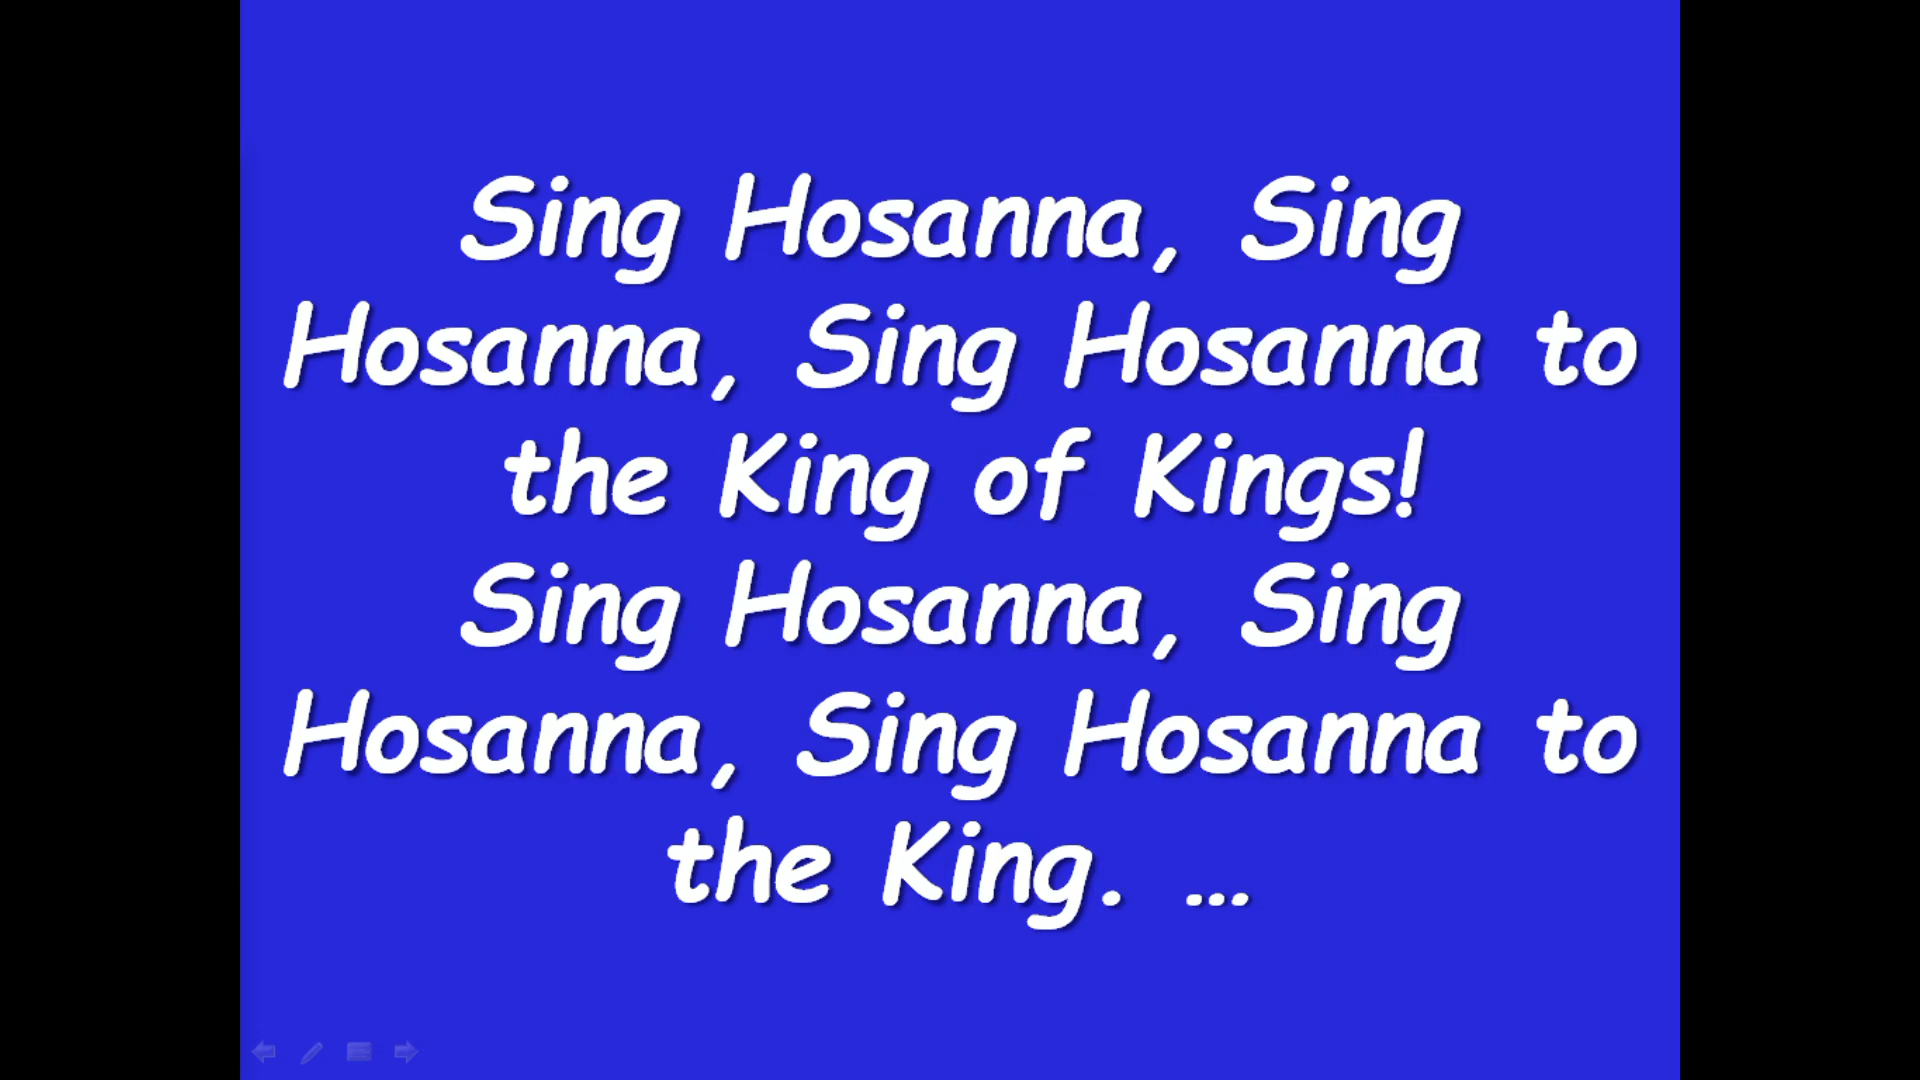 Sing Hosanna, Sing
Hosanna, Sing Hosanna to
the King of Kings!
Sing Hosanna, Sing
Hosanna, Sing Hosanna to
the King. ...